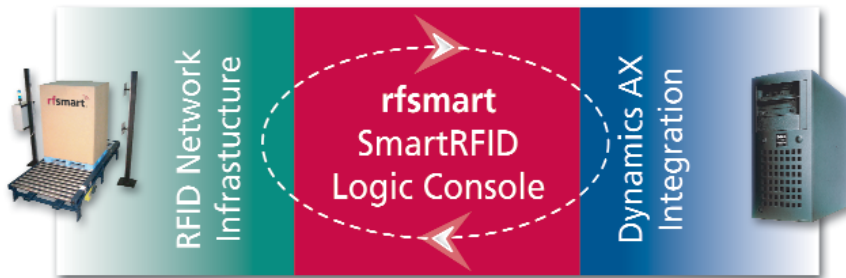 rfsmart
RFID Network
Infrastucture
rfsmart
SmartRFID
Logic Console
Dynamics AX
Integration